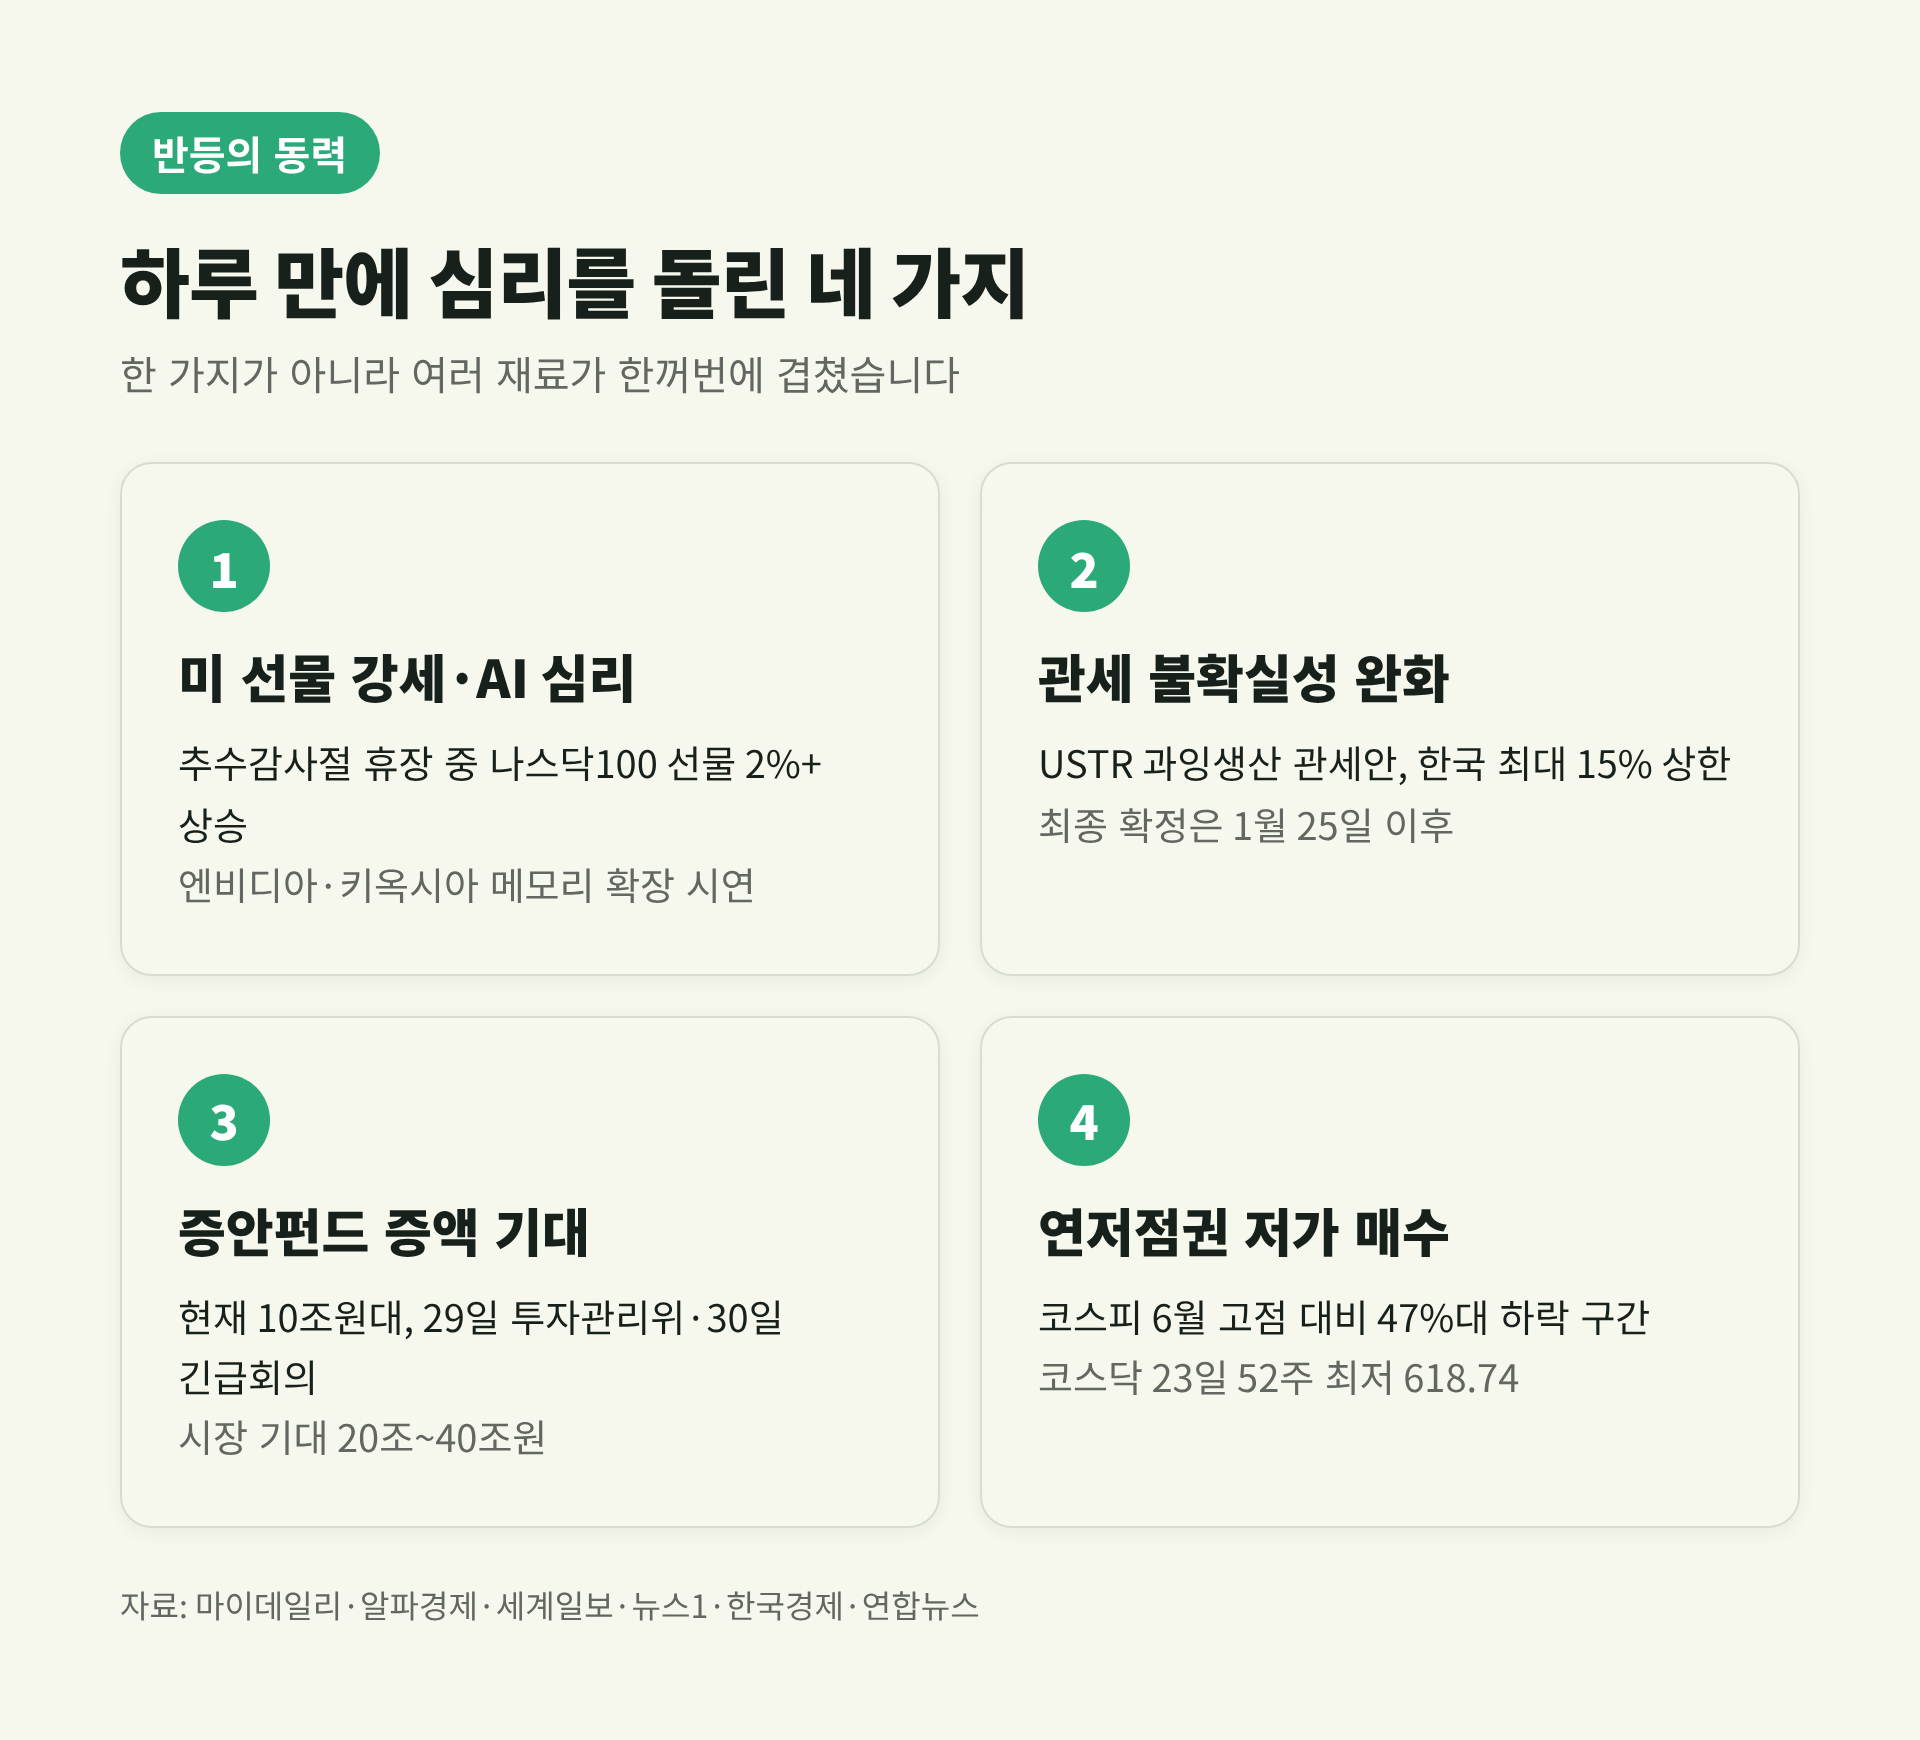 반등의 동력
하루 만에 심리를 돌린 네 가지
한 가지가 아니라 여러 재료가 한꺼번에 겹쳤습니다
1
미 선물 강세·AI 심리
추수감사절 휴장 중 나스닥100 선물 2%+
상승
엔비디아·키옥시아 메모리 확장 시연
2
관세 불확실성 완화
USTR 과잉생산 관세안, 한국 최대 15% 상한
최종 확정은 1월 25일 이후
3
증안펀드 증액 기대
현재 10조원대, 29일 투자관리위·30일
긴급회의
시장 기대 20조~40조원
4
연저점권 저가 매수
코스피 6월 고점 대비 47%대 하락 구간
코스닥 23일 52주 최저 618.74
자료: 마이데일리·알파경제·세계일보·뉴스1·한국경제·연합뉴스